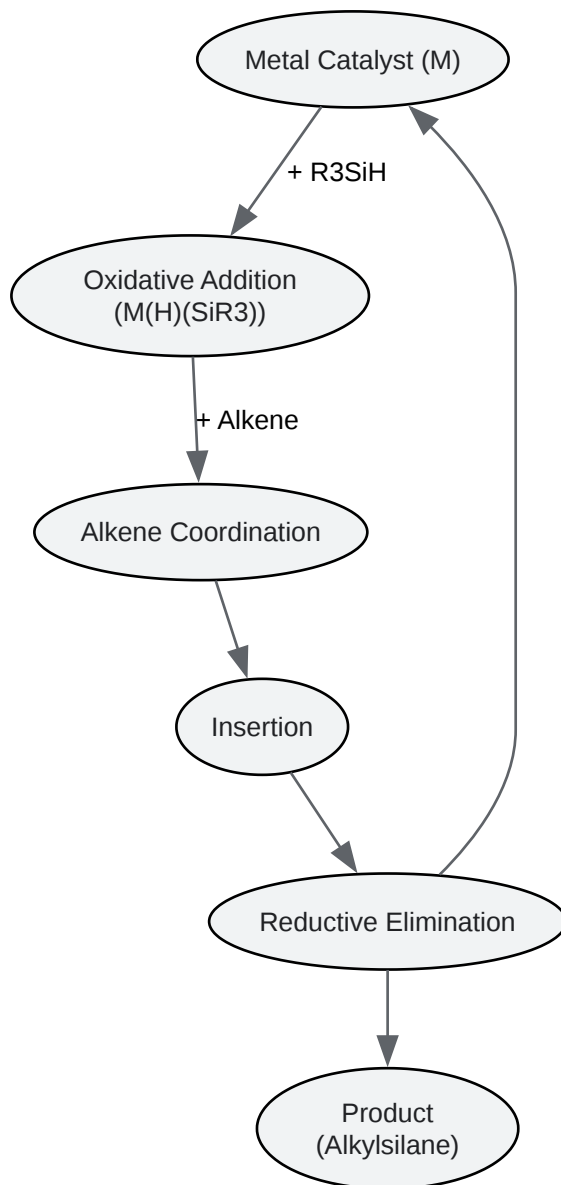 Metal Catalyst (M)
+ R3SiH
Oxidative Addition
(M(H)(SiR3))
+ Alkene
Alkene Coordination
Insertion
Reductive Elimination
Product
(Alkylsilane)